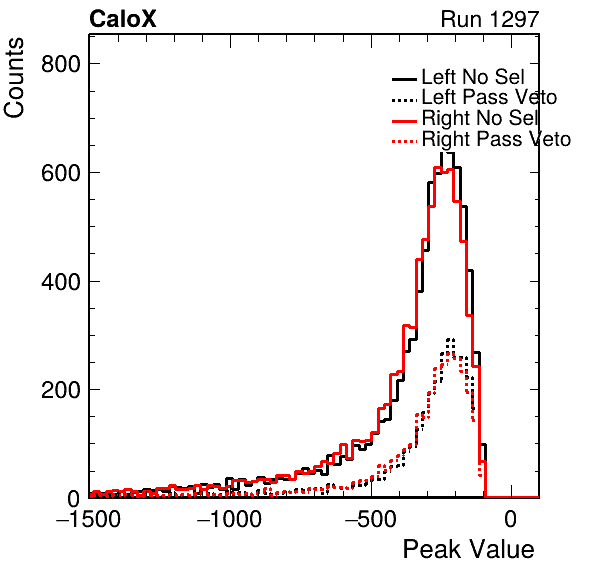 CaloX Run 1297
Counts
800
600
400
200
0
Left No Sel
Left Pass Veto
Right No Sel
Right Pass Veto
−1500 −1000 −500 0
Peak Value